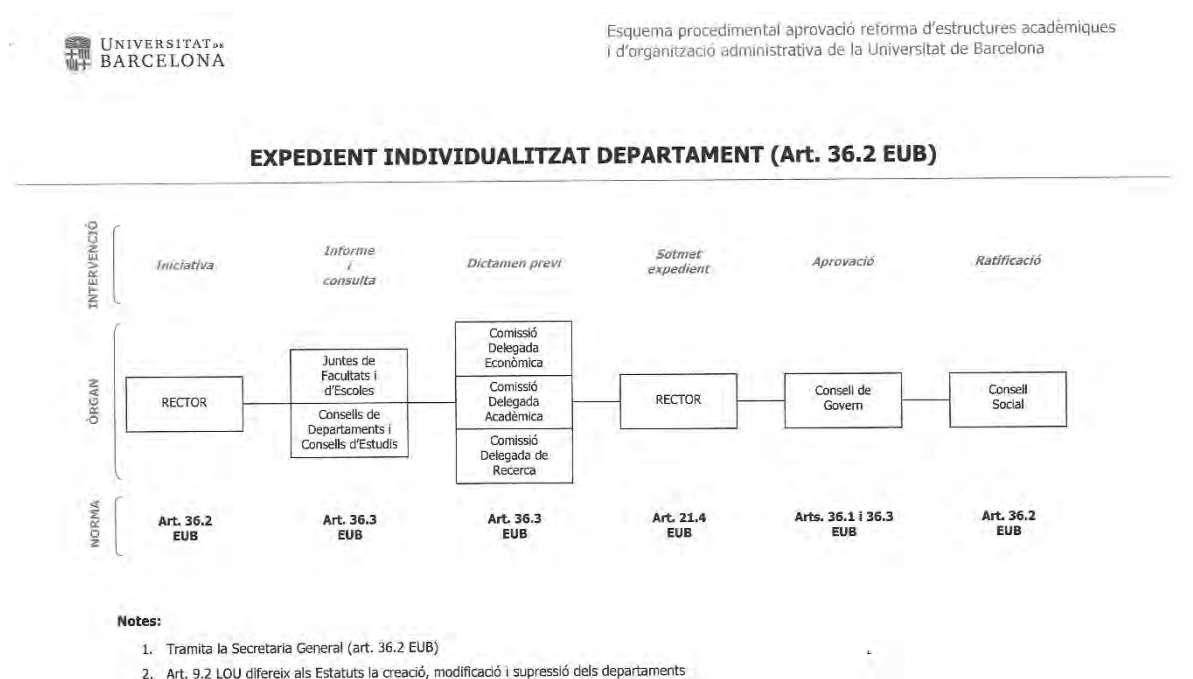 UNIVERSITAT DE
BARCELONA
Esquema procedimental aprovació reforma d'estructures acadèmiques
i d'organització administrativa de la Universitat de Barcelona
EXPEDIENT INDIVIDUALITZAT DEPARTAMENT (Art. 36.2 EUB)
INTERVENCIÓ
Iniciativa
Informe
i
consulta
Dictamen previ
Sotmet
expedient
Aprovació
Ratificació
ÒRGAN
RECTOR
Juntes de
Facultats i
d'Escoles
Consells de
Departaments i
Consells d'Estudis
Comissió
Delegada
Econòmica
Comissió
Delegada
Acadèmica
Comissió
Delegada de
Recerca
RECTOR
Consell de
Govern
Consell
Social
NORMA
Art. 36.2
EUB
Art. 36.3
EUB
Art. 36.3
EUB
Art. 21.4
EUB
Arts. 36.1 i 36.3
EUB
Art. 36.2
EUB
Notes:
1. Tramita la Secretaria General (art. 36.2 EUB)
2. Art. 9.2 LOU difereix als Estatuts la creació, modificació i supressió dels departaments